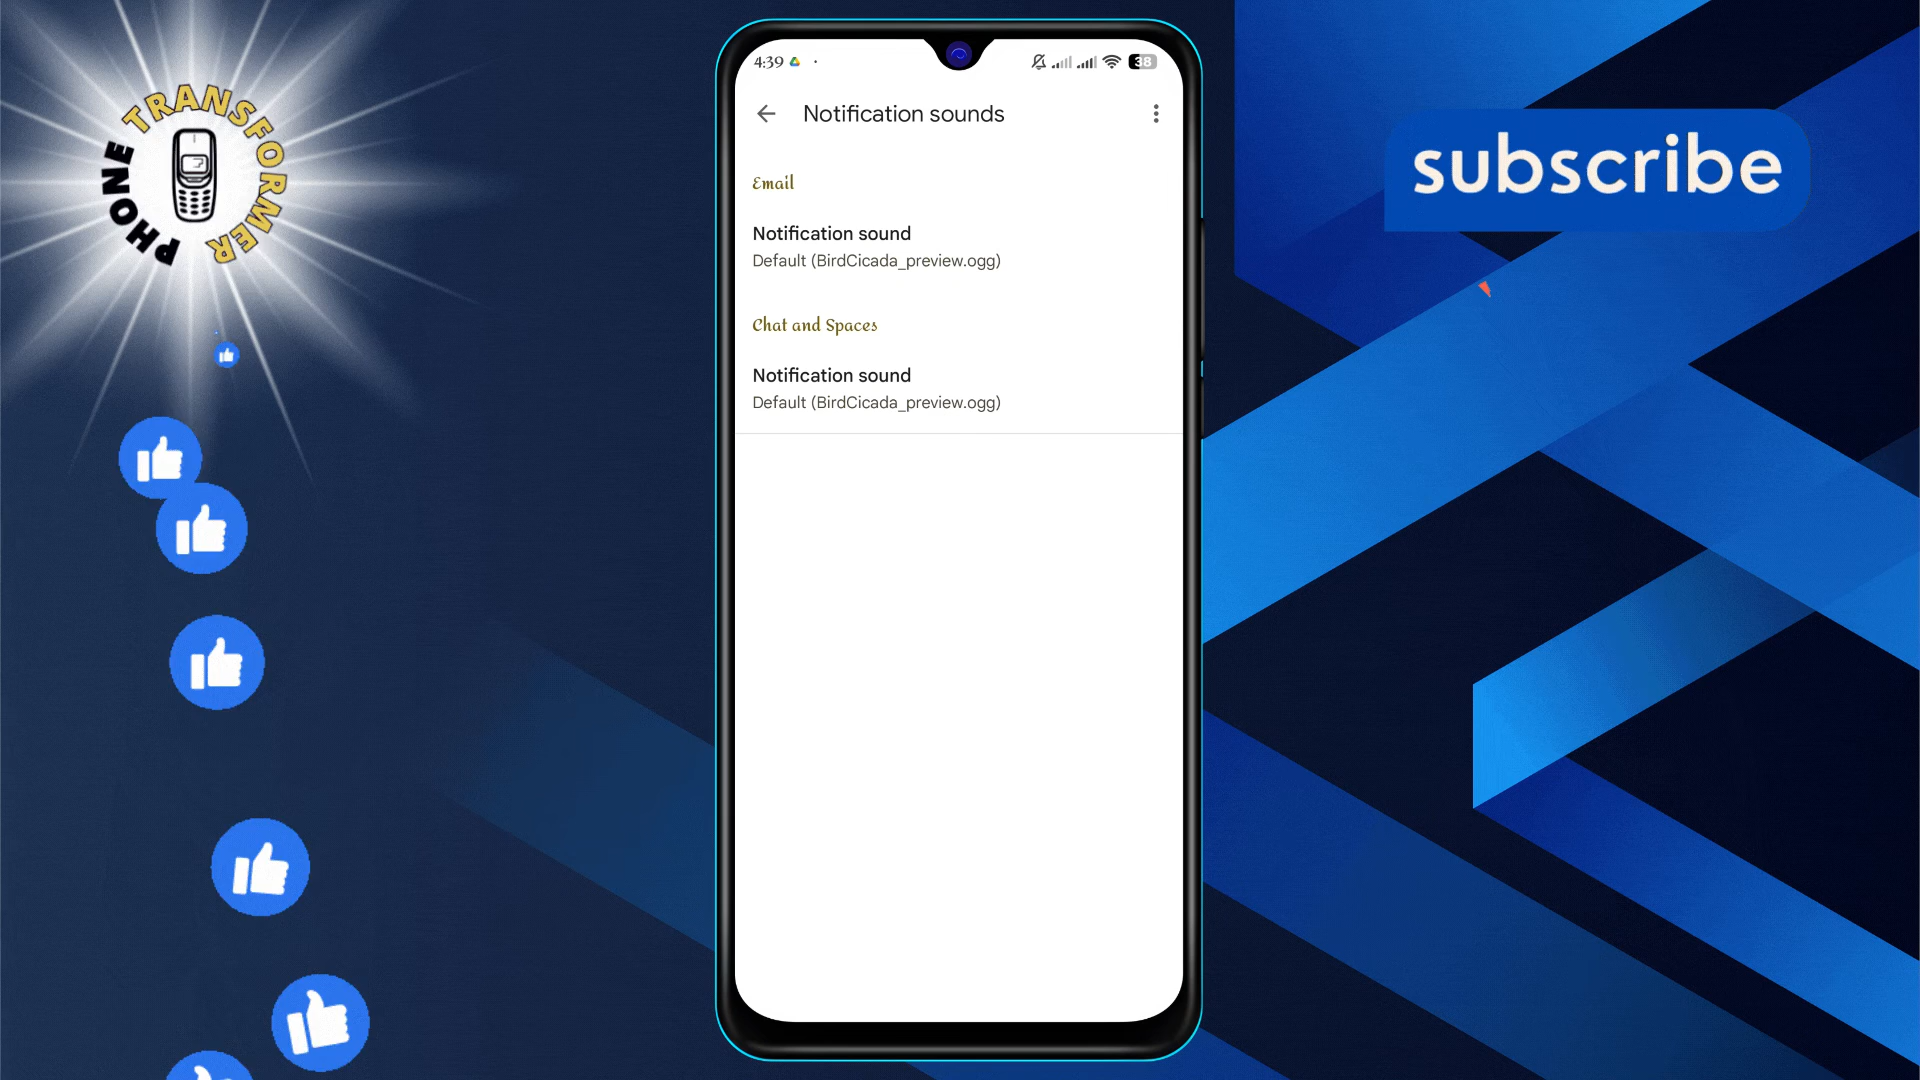 PHONE TRANSFORMER
subscribe
4:39
38
Notification sounds
Email
Notification sound
Default (BirdCicada_preview.ogg)
Chat and Spaces
Notification sound
Default (BirdCicada_preview.ogg)